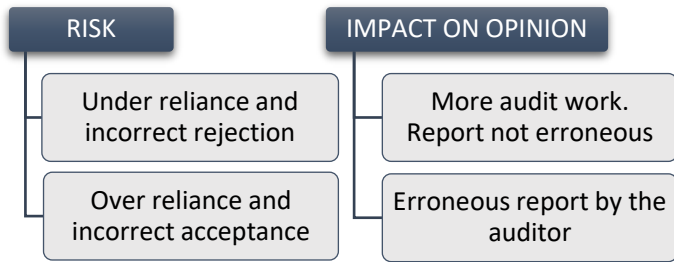 RISK
Under reliance and
incorrect rejection
Over reliance and
incorrect acceptance
IMPACT ON OPINION
More audit work.
Report not erroneous
Erroneous report by the
auditor